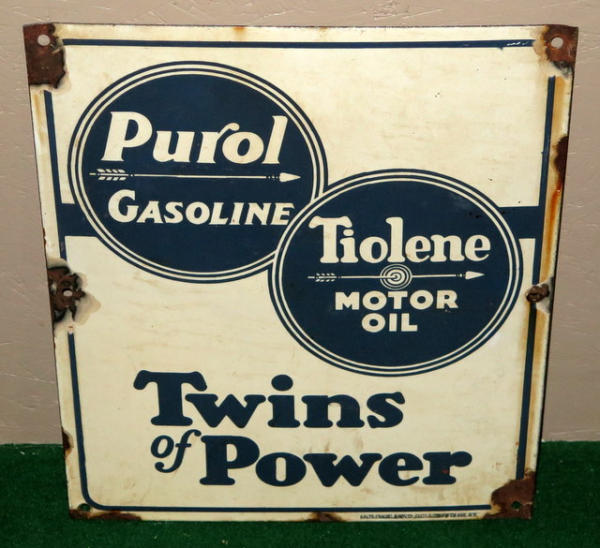 Purol
GASOLINE
Tiolene
MOTOR
OIL
Twins
of Power